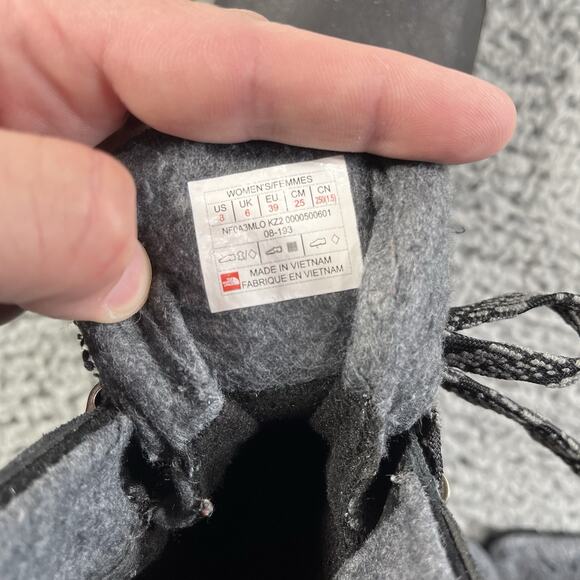 WOMEN'S/FEMMES
US UK EU CM CN
8 6 39 25 250(1.5)
NF0A3MLO KZ2 0000500601
08-193
MADE IN VIETNAM
FABRIQUE EN VIETNAM